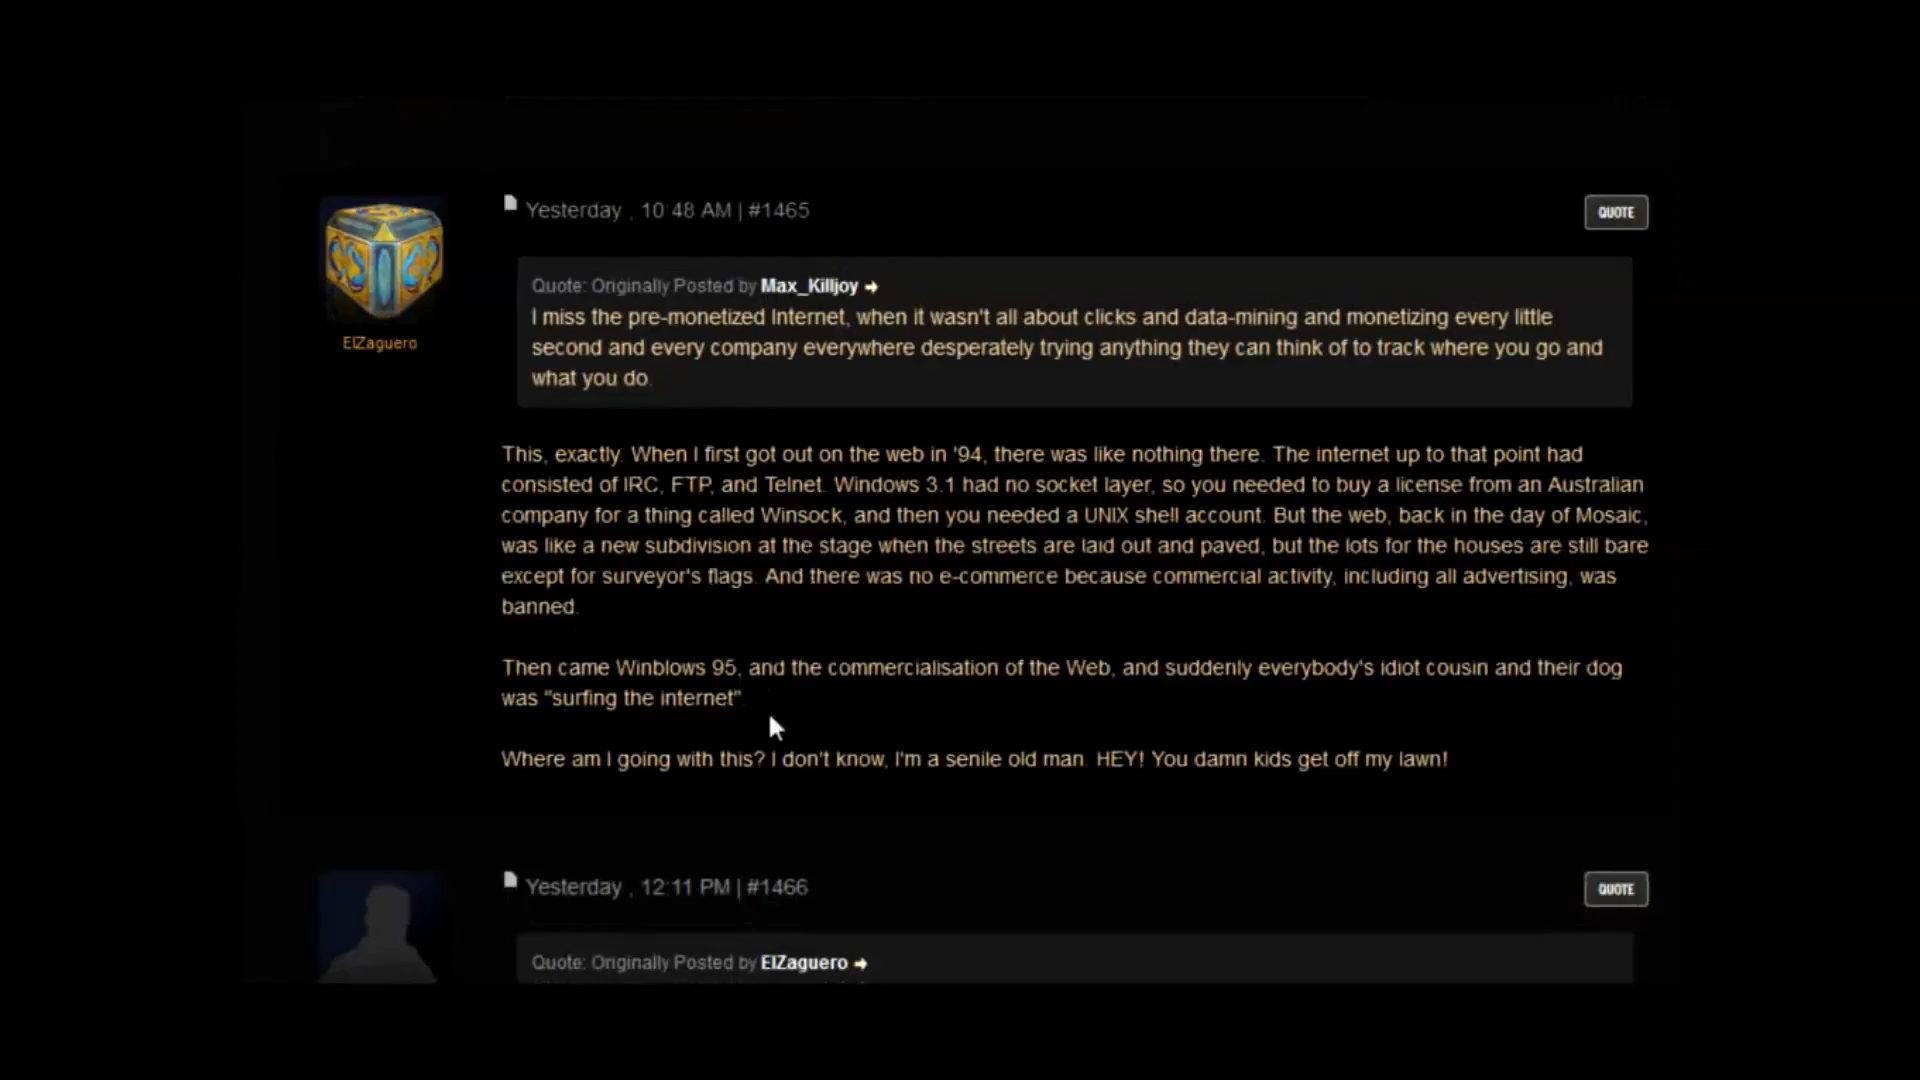 Yesterday , 10:48 AM | #1465
QUOTE
Quote: Originally Posted by Max_Killjoy
I miss the pre-monetized Internet, when it wasn't all about clicks and data-mining and monetizing every little
second and every company everywhere desperately trying anything they can think of to track where you go and
what you do.
ElZaguero
This, exactly. When I first got out on the web in '94, there was like nothing there. The internet up to that point had
consisted of IRC, FTP, and Telnet. Windows 3.1 had no socket layer, so you needed to buy a license from an Australian
company for a thing called Winsock, and then you needed a UNIX shell account. But the web, back in the day of Mosaic,
was like a new subdivision at the stage when the streets are laid out and paved, but the lots for the houses are still bare
except for surveyor's flags. And there was no e-commerce because commercial activity, including all advertising, was
banned.
Then came Winblows 95, and the commercialisation of the Web, and suddenly everybody's idiot cousin and their dog
was "surfing the internet".
Where am I going with this? I don't know, I'm a senile old man. HEY! You damn kids get off my lawn!
Yesterday , 12:11 PM | #1466
QUOTE
Quote: Originally Posted by ElZaguero